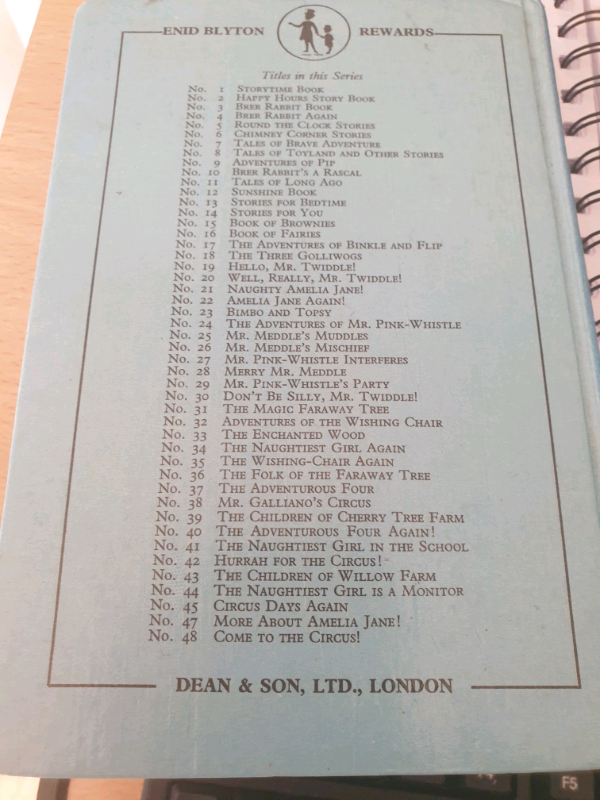 ENID BLYTON REWARDS
Titles in this Series
No. 1 STORYTIME BOOK
No. 2 HAPPY HOURS STORY BOOK
No. 3 BRER RABBIT BOOK
No. 4 BRER RABBIT AGAIN
No. 5 ROUND THE CLOCK STORIES
No. 6 CHIMNEY CORNER STORIES
No. 7 TALES OF BRAVE ADVENTURE
No. 8 TALES OF TOYLAND AND OTHER STORIES
No. 9 ADVENTURES OF PIP
No. 10 BRER RABBIT'S A RASCAL
No. 11 TALES OF LONG AGO
No. 12 SUNSHINE BOOK
No. 13 STORIES FOR BEDTIME
No. 14 STORIES FOR YOU
No. 15 BOOK OF BROWNIES
No. 16 BOOK OF FAIRIES
No. 17 THE ADVENTURES OF BINKLE AND FLIP
No. 18 THE THREE GOLLIWOGS
No. 19 HELLO, MR. TWIDDLE!
No. 20 WELL, REALLY, MR. TWIDDLE!
No. 21 NAUGHTY AMELIA JANE!
No. 22 AMELIA JANE AGAIN!
No. 23 BIMBO AND TOPSY
No. 24 THE ADVENTURES OF MR. PINK-WHISTLE
No. 25 MR. MEDDLE'S MUDDLES
No. 26 MR. MEDDLE'S MISCHIEF
No. 27 MR. PINK-WHISTLE INTERFERES
No. 28 MERRY MR. MEDDLE
No. 29 MR. PINK-WHISTLE'S PARTY
No. 30 DON'T BE SILLY, MR. TWIDDLE!
No. 31 THE MAGIC FARAWAY TREE
No. 32 ADVENTURES OF THE WISHING CHAIR
No. 33 THE ENCHANTED WOOD
No. 34 THE NAUGHTIEST GIRL AGAIN
No. 35 THE WISHING-CHAIR AGAIN
No. 36 THE FOLK OF THE FARAWAY TREE
No. 37 THE ADVENTUROUS FOUR
No. 38 MR. GALLIANO'S CIRCUS
No. 39 THE CHILDREN OF CHERRY TREE FARM
No. 40 THE ADVENTUROUS FOUR AGAIN!
No. 41 THE NAUGHTIEST GIRL IN THE SCHOOL
No. 42 HURRAH FOR THE CIRCUS!
No. 43 THE CHILDREN OF WILLOW FARM
No. 44 THE NAUGHTIEST GIRL IS A MONITOR
No. 45 CIRCUS DAYS AGAIN
No. 47 MORE ABOUT AMELIA JANE!
No. 48 COME TO THE CIRCUS!
DEAN & SON, LTD., LONDON
F5